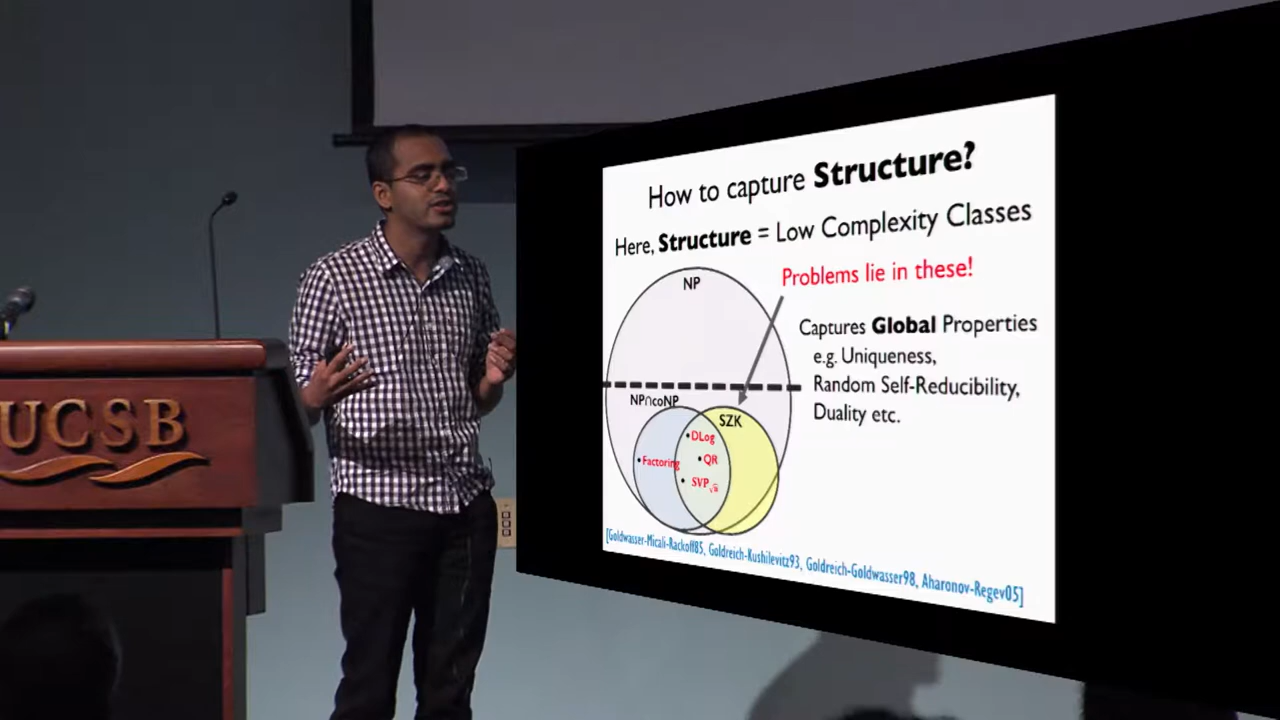 UCSB
How to capture Structure?
Here, Structure = Low Complexity Classes
Problems lie in these!
NP
Captures Global Properties
e.g. Uniqueness,
Random Self-Reducibility,
Duality etc.
NP∩coNP
SZK
•DLog
•Factoring
•QR
• SVP√n
[Goldwasser-Micali-Rackoff85, Goldreich-Kushilevitz93, Goldreich-Goldwasser98, Aharonov-Regev05]